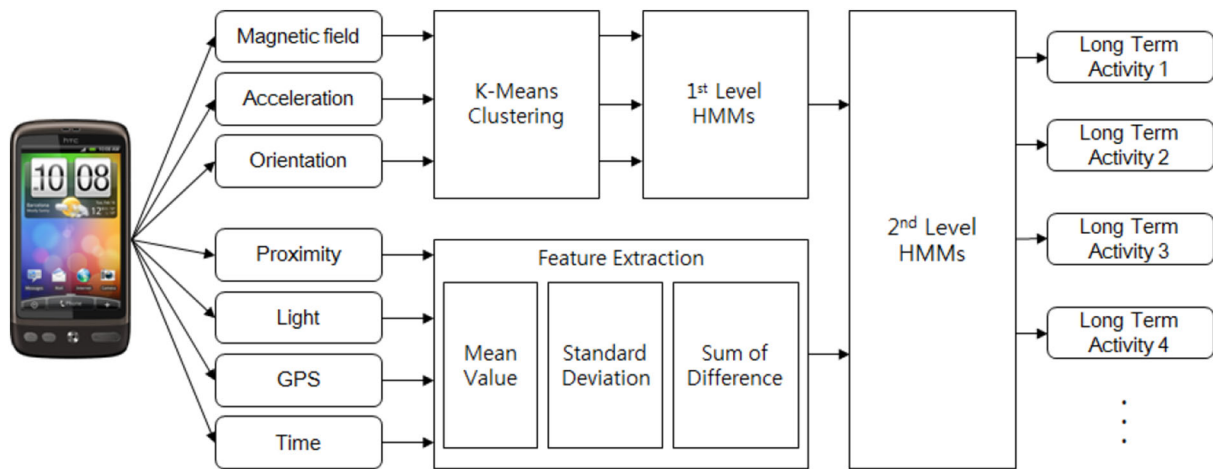 Magnetic field
Acceleration
Orientation
Proximity
Light
GPS
Time
htc
10 08
K-Means
Clustering
1st Level
HMMs
Feature Extraction
Mean
Value
Standard
Deviation
Sum of
Difference
2nd Level
HMMs
Long Term
Activity 1
Long Term
Activity 2
Long Term
Activity 3
Long Term
Activity 4